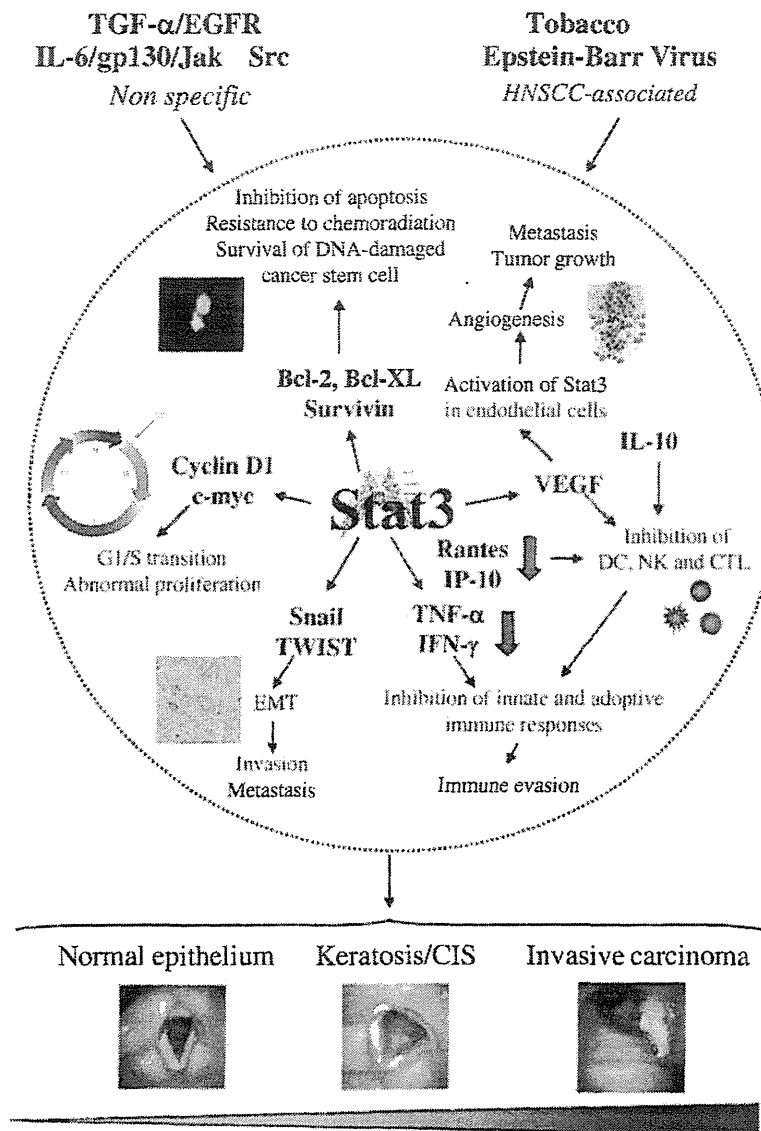 TGF-α/EGFR
IL-6/gp130/Jak Src
Non specific
Tobacco
Epstein-Barr Virus
HNSCC-associated
Inhibition of apoptosis
Resistance to chemoradiation
Survival of DNA-damaged
cancer stem cell
Metastasis
Tumor growth
Angiogenesis
Bcl-2, Bcl-XL
Survivin
Activation of Stat3
in endothelial cells
IL-10
Cyclin D1
c-myc
Stat3
VEGF
G1/S transition
Abnormal proliferation
Rantes
IP-10
Inhibition of
DC, NK and CTL
Snail
TWIST
TNF-α
IFN-γ
EMT
Inhibition of innate and adoptive
immune responses
Invasion
Metastasis
Immune evasion
Normal epithelium
Keratosis/CIS
Invasive carcinoma